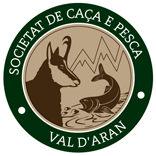 SOCIETAT DE CAÇA E PESCA
VAL D'ARAN